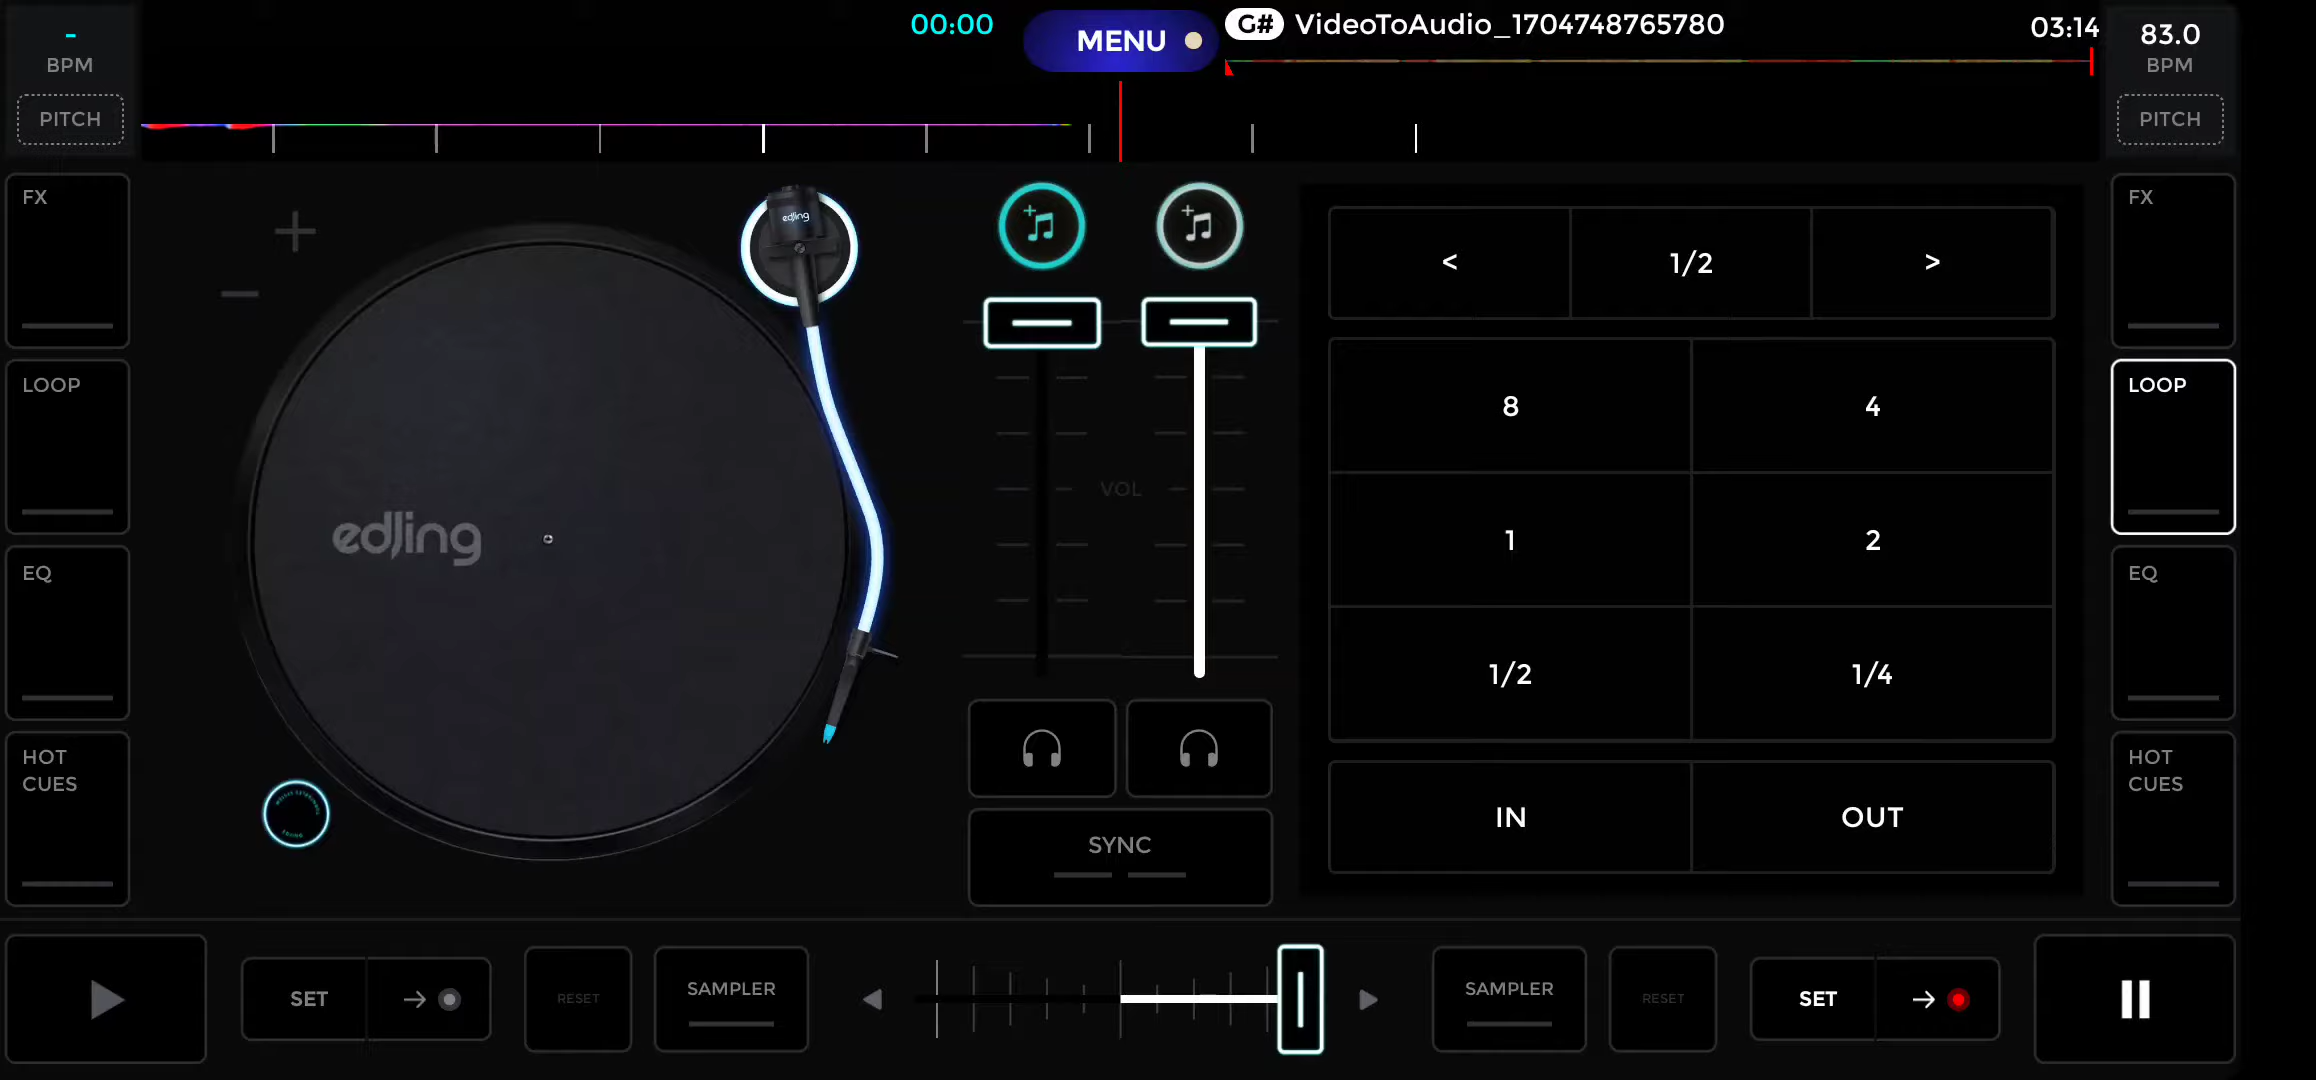 -
BPM
PITCH
00:00
MENU
G# VideoToAudio_1704748765780
03:14
83.0
BPM
PITCH
FX
LOOP
EQ
HOT
CUES
edjing
edjing
VOL
SYNC
< 1/2 >
8 4
1 2
1/2 1/4
IN OUT
FX
LOOP
EQ
HOT
CUES
SET
RESET
SAMPLER
SAMPLER
RESET
SET